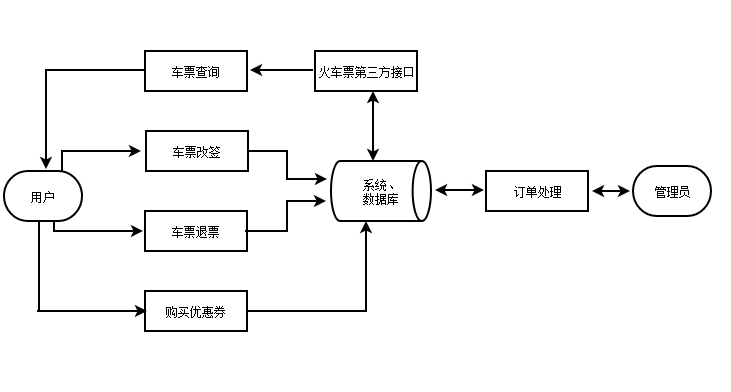 车票查询
火车票第三方接口
车票改签
用户
系统、
数据库
订单处理
管理员
车票退票
购买优惠券